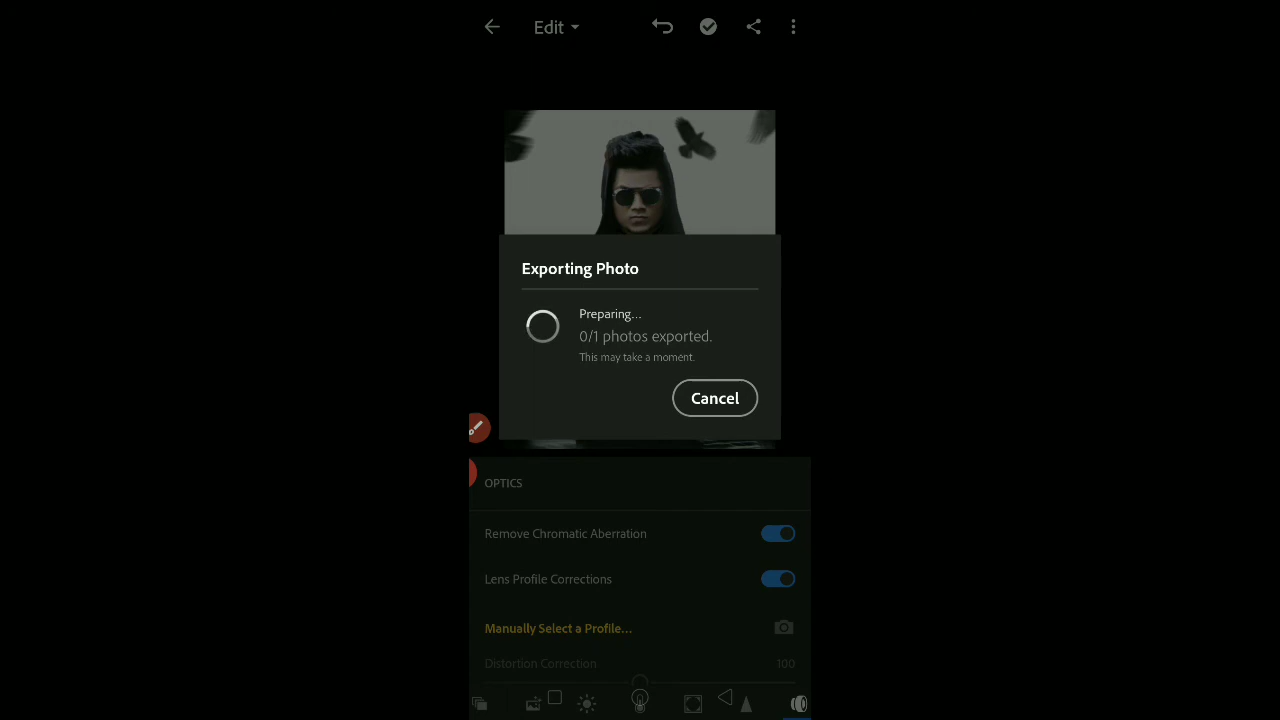 Edit
Exporting Photo
Preparing...
0/1 photos exported.
This may take a moment.
Cancel
OPTICS
Remove Chromatic Aberration
Lens Profile Corrections
Manually Select a Profile...
Distortion Correction 100